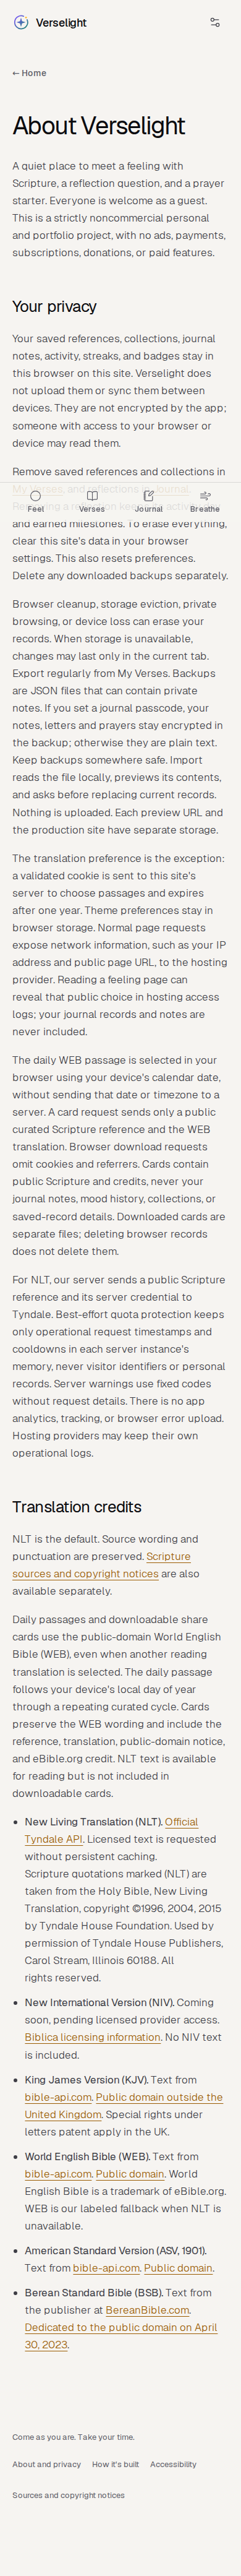 Verselight
← Home
About Verselight
A quiet place to meet a feeling with
Scripture, a reflection question, and a prayer
starter. Everyone is welcome as a guest.
This is a strictly noncommercial personal
and portfolio project, with no ads, payments,
subscriptions, donations, or paid features.
Your privacy
Your saved references, collections, journal
notes, activity, streaks, and badges stay in
this browser on this site. Verselight does
not upload them or sync them between
devices. They are not encrypted by the app;
someone with access to your browser or
device may read them.
Remove saved references and collections in
My Verses, and reflections in Journal.
Feel
Verses
Journal
Breathe
and earned milestones. To erase everything,
clear this site's data in your browser
settings. This also resets preferences.
Delete any downloaded backups separately.
Browser cleanup, storage eviction, private
browsing, or device loss can erase your
records. When storage is unavailable,
changes may last only in the current tab.
Export regularly from My Verses. Backups
are JSON files that can contain private
notes. If you set a journal passcode, your
notes, letters and prayers stay encrypted in
the backup; otherwise they are plain text.
Keep backups somewhere safe. Import
reads the file locally, previews its contents,
and asks before replacing current records.
Nothing is uploaded. Each preview URL and
the production site have separate storage.
The translation preference is the exception:
a validated cookie is sent to this site's
server to choose passages and expires
after one year. Theme preferences stay in
browser storage. Normal page requests
expose network information, such as your IP
address and public page URL, to the hosting
provider. Reading a feeling page can
reveal that public choice in hosting access
logs; your journal records and notes are
never included.
The daily WEB passage is selected in your
browser using your device's calendar date,
without sending that date or timezone to a
server. A card request sends only a public
curated Scripture reference and the WEB
translation. Browser download requests
omit cookies and referrers. Cards contain
public Scripture and credits, never your
journal notes, mood history, collections, or
saved-record details. Downloaded cards are
separate files; deleting browser records
does not delete them.
For NLT, our server sends a public Scripture
reference and its server credential to
Tyndale. Best-effort quota protection keeps
only operational request timestamps and
cooldowns in each server instance's
memory, never visitor identifiers or personal
records. Server warnings use fixed codes
without request details. There is no app
analytics, tracking, or browser error upload.
Hosting providers may keep their own
operational logs.
Translation credits
NLT is the default. Source wording and
punctuation are preserved. Scripture
sources and copyright notices are also
available separately.
Daily passages and downloadable share
cards use the public-domain World English
Bible (WEB), even when another reading
translation is selected. The daily passage
follows your device's local day of year
through a repeating curated cycle. Cards
preserve the WEB wording and include the
reference, translation, public-domain notice,
and eBible.org credit. NLT text is available
for reading but is not included in
downloadable cards.
• New Living Translation (NLT). Official
Tyndale API. Licensed text is requested
without persistent caching.
Scripture quotations marked (NLT) are
taken from the Holy Bible, New Living
Translation, copyright ©1996, 2004, 2015
by Tyndale House Foundation. Used by
permission of Tyndale House Publishers,
Carol Stream, Illinois 60188. All
rights reserved.
• New International Version (NIV). Coming
soon, pending licensed provider access.
Biblica licensing information. No NIV text
is included.
• King James Version (KJV). Text from
bible-api.com. Public domain outside the
United Kingdom. Special rights under
letters patent apply in the UK.
• World English Bible (WEB). Text from
bible-api.com. Public domain. World
English Bible is a trademark of eBible.org.
WEB is our labeled fallback when NLT is
unavailable.
• American Standard Version (ASV, 1901).
Text from bible-api.com. Public domain.
• Berean Standard Bible (BSB). Text from
the publisher at BereanBible.com.
Dedicated to the public domain on April
30, 2023.
Come as you are. Take your time.
About and privacy How it's built Accessibility
Sources and copyright notices